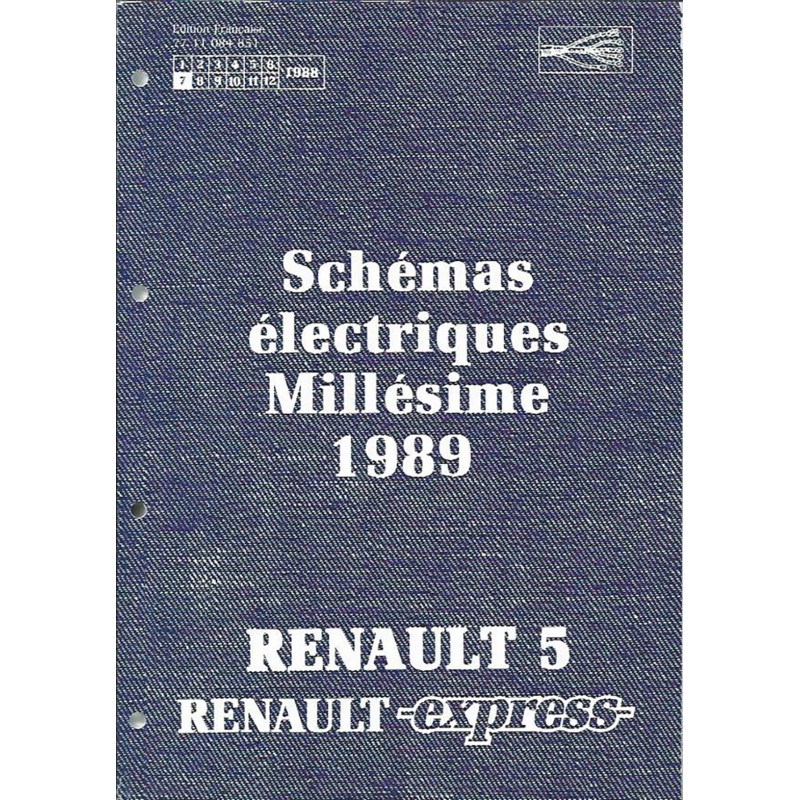 Edition Française
77 11 084 851
1 2 3 4 5 6
7 8 9 10 11 12
1988
Schémas
électriques
Millésime
1989
RENAULT 5
RENAULT -express-